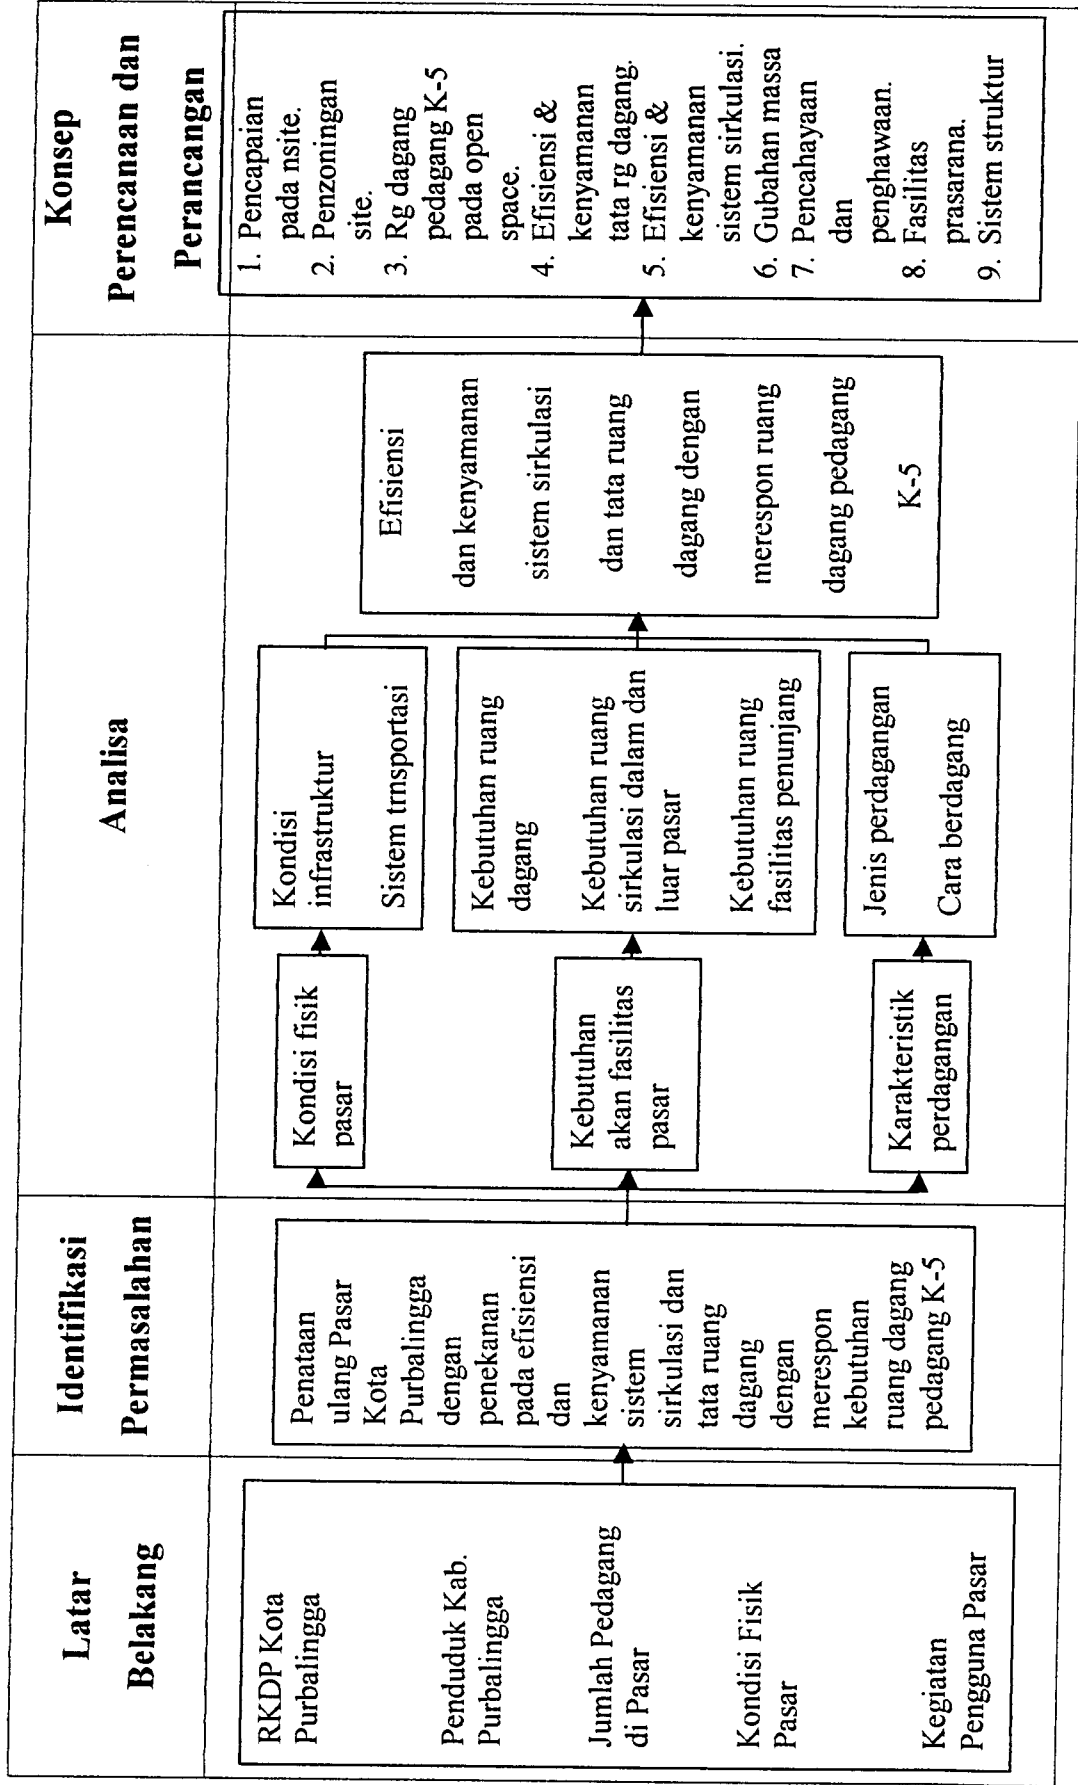 Latar
Belakang
Identifikasi
Permasalahan
Analisa
Konsep
Perencanaan dan
Perancangan
RKDP Kota
Purbalingga
Penduduk Kab.
Purbalingga
Jumlah Pedagang
di Pasar
Kondisi Fisik
Pasar
Kegiatan
Pengguna Pasar
Penataan
ulang Pasar
Kota
Purbalingga
dengan
penekanan
pada efisiensi
dan
kenyamanan
sistem
sirkulasi dan
tata ruang
dagang
dengan
merespon
kebutuhan
ruang dagang
pedagang K-5
Kondisi fisik
pasar
Kebutuhan
akan fasilitas
pasar
Karakteristik
perdagangan
Kondisi
infrastruktur
Sistem trnsportasi
Kebutuhan ruang
dagang
Kebutuhan ruang
sirkulasi dalam dan
luar pasar
Kebutuhan ruang
fasilitas penunjang
Jenis perdagangan
Cara berdagang
Efisiensi
dan kenyamanan
sistem sirkulasi
dan tata ruang
dagang dengan
merespon ruang
dagang pedagang
K-5
1. Pencapaian
pada nsite.
2. Penzoningan
site.
3. Rg dagang
pedagang K-5
pada open
space.
4. Efisiensi &
kenyamanan
tata rg dagang.
5. Efisiensi &
kenyamanan
sistem sirkulasi.
6. Gubahan massa
7. Pencahayaan
dan
penghawaan.
8. Fasilitas
prasarana.
9. Sistem struktur